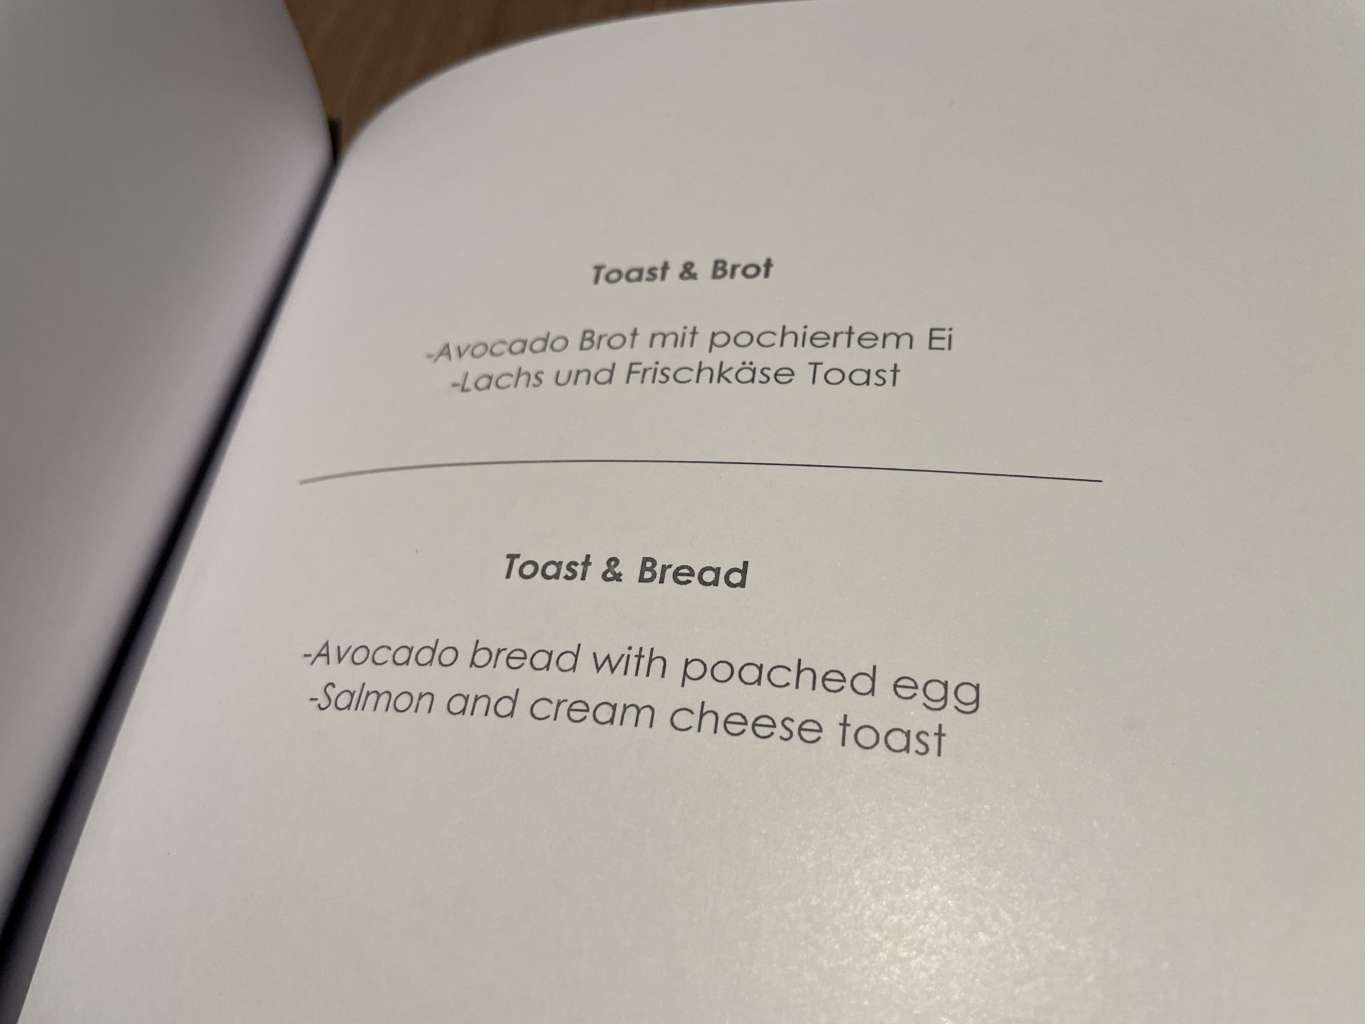 Toast & Brot
-Avocado Brot mit pochiertem Ei
-Lachs und Frischkäse Toast
Toast & Bread
-Avocado bread with poached egg
-Salmon and cream cheese toast